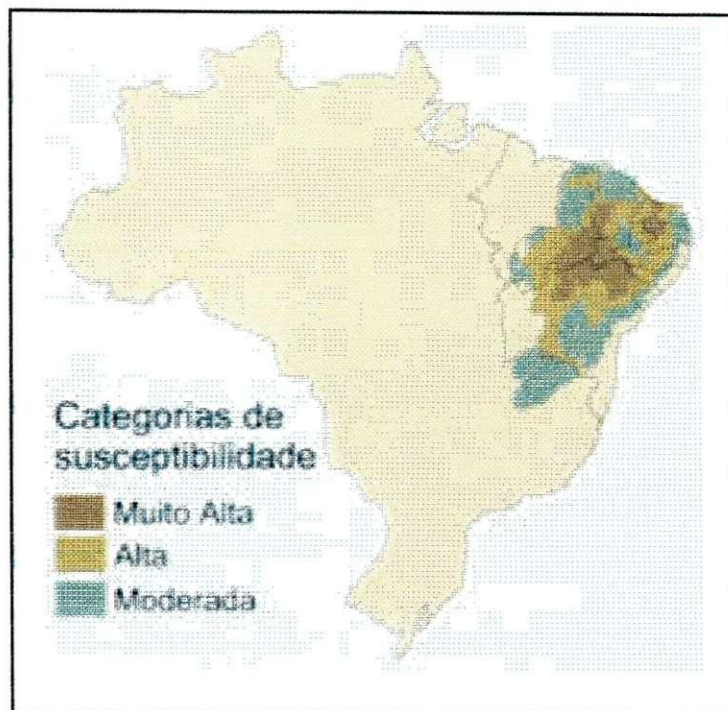 Categorias de
susceptibilidade
Muito Alta
Alta
Moderada